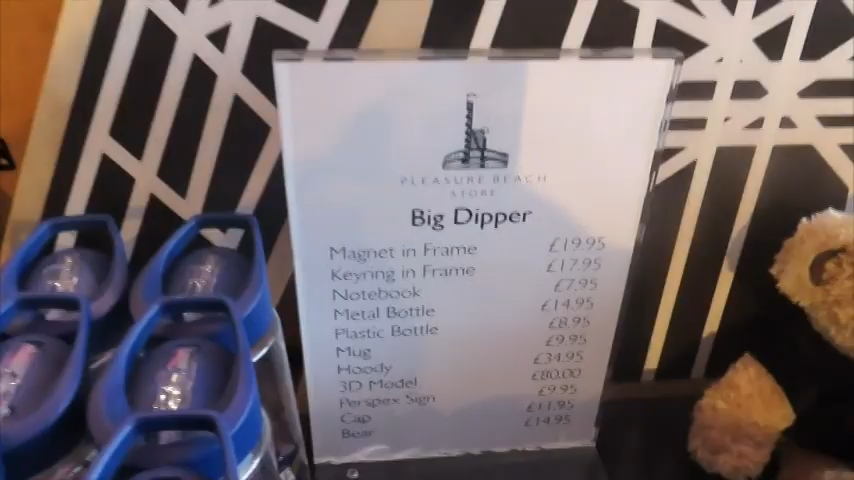 PLEASURE BEACH
STORE
Big Dipper
Magnet in Frame £19.95
Keyring in Frame £17.95
Notebook £7.95
Metal Bottle £14.95
Plastic Bottle £8.95
Mug £9.95
Hoody £34.95
3D Model £80.00
Perspex Sign £9.95
Cap £11.95
Bear £14.95